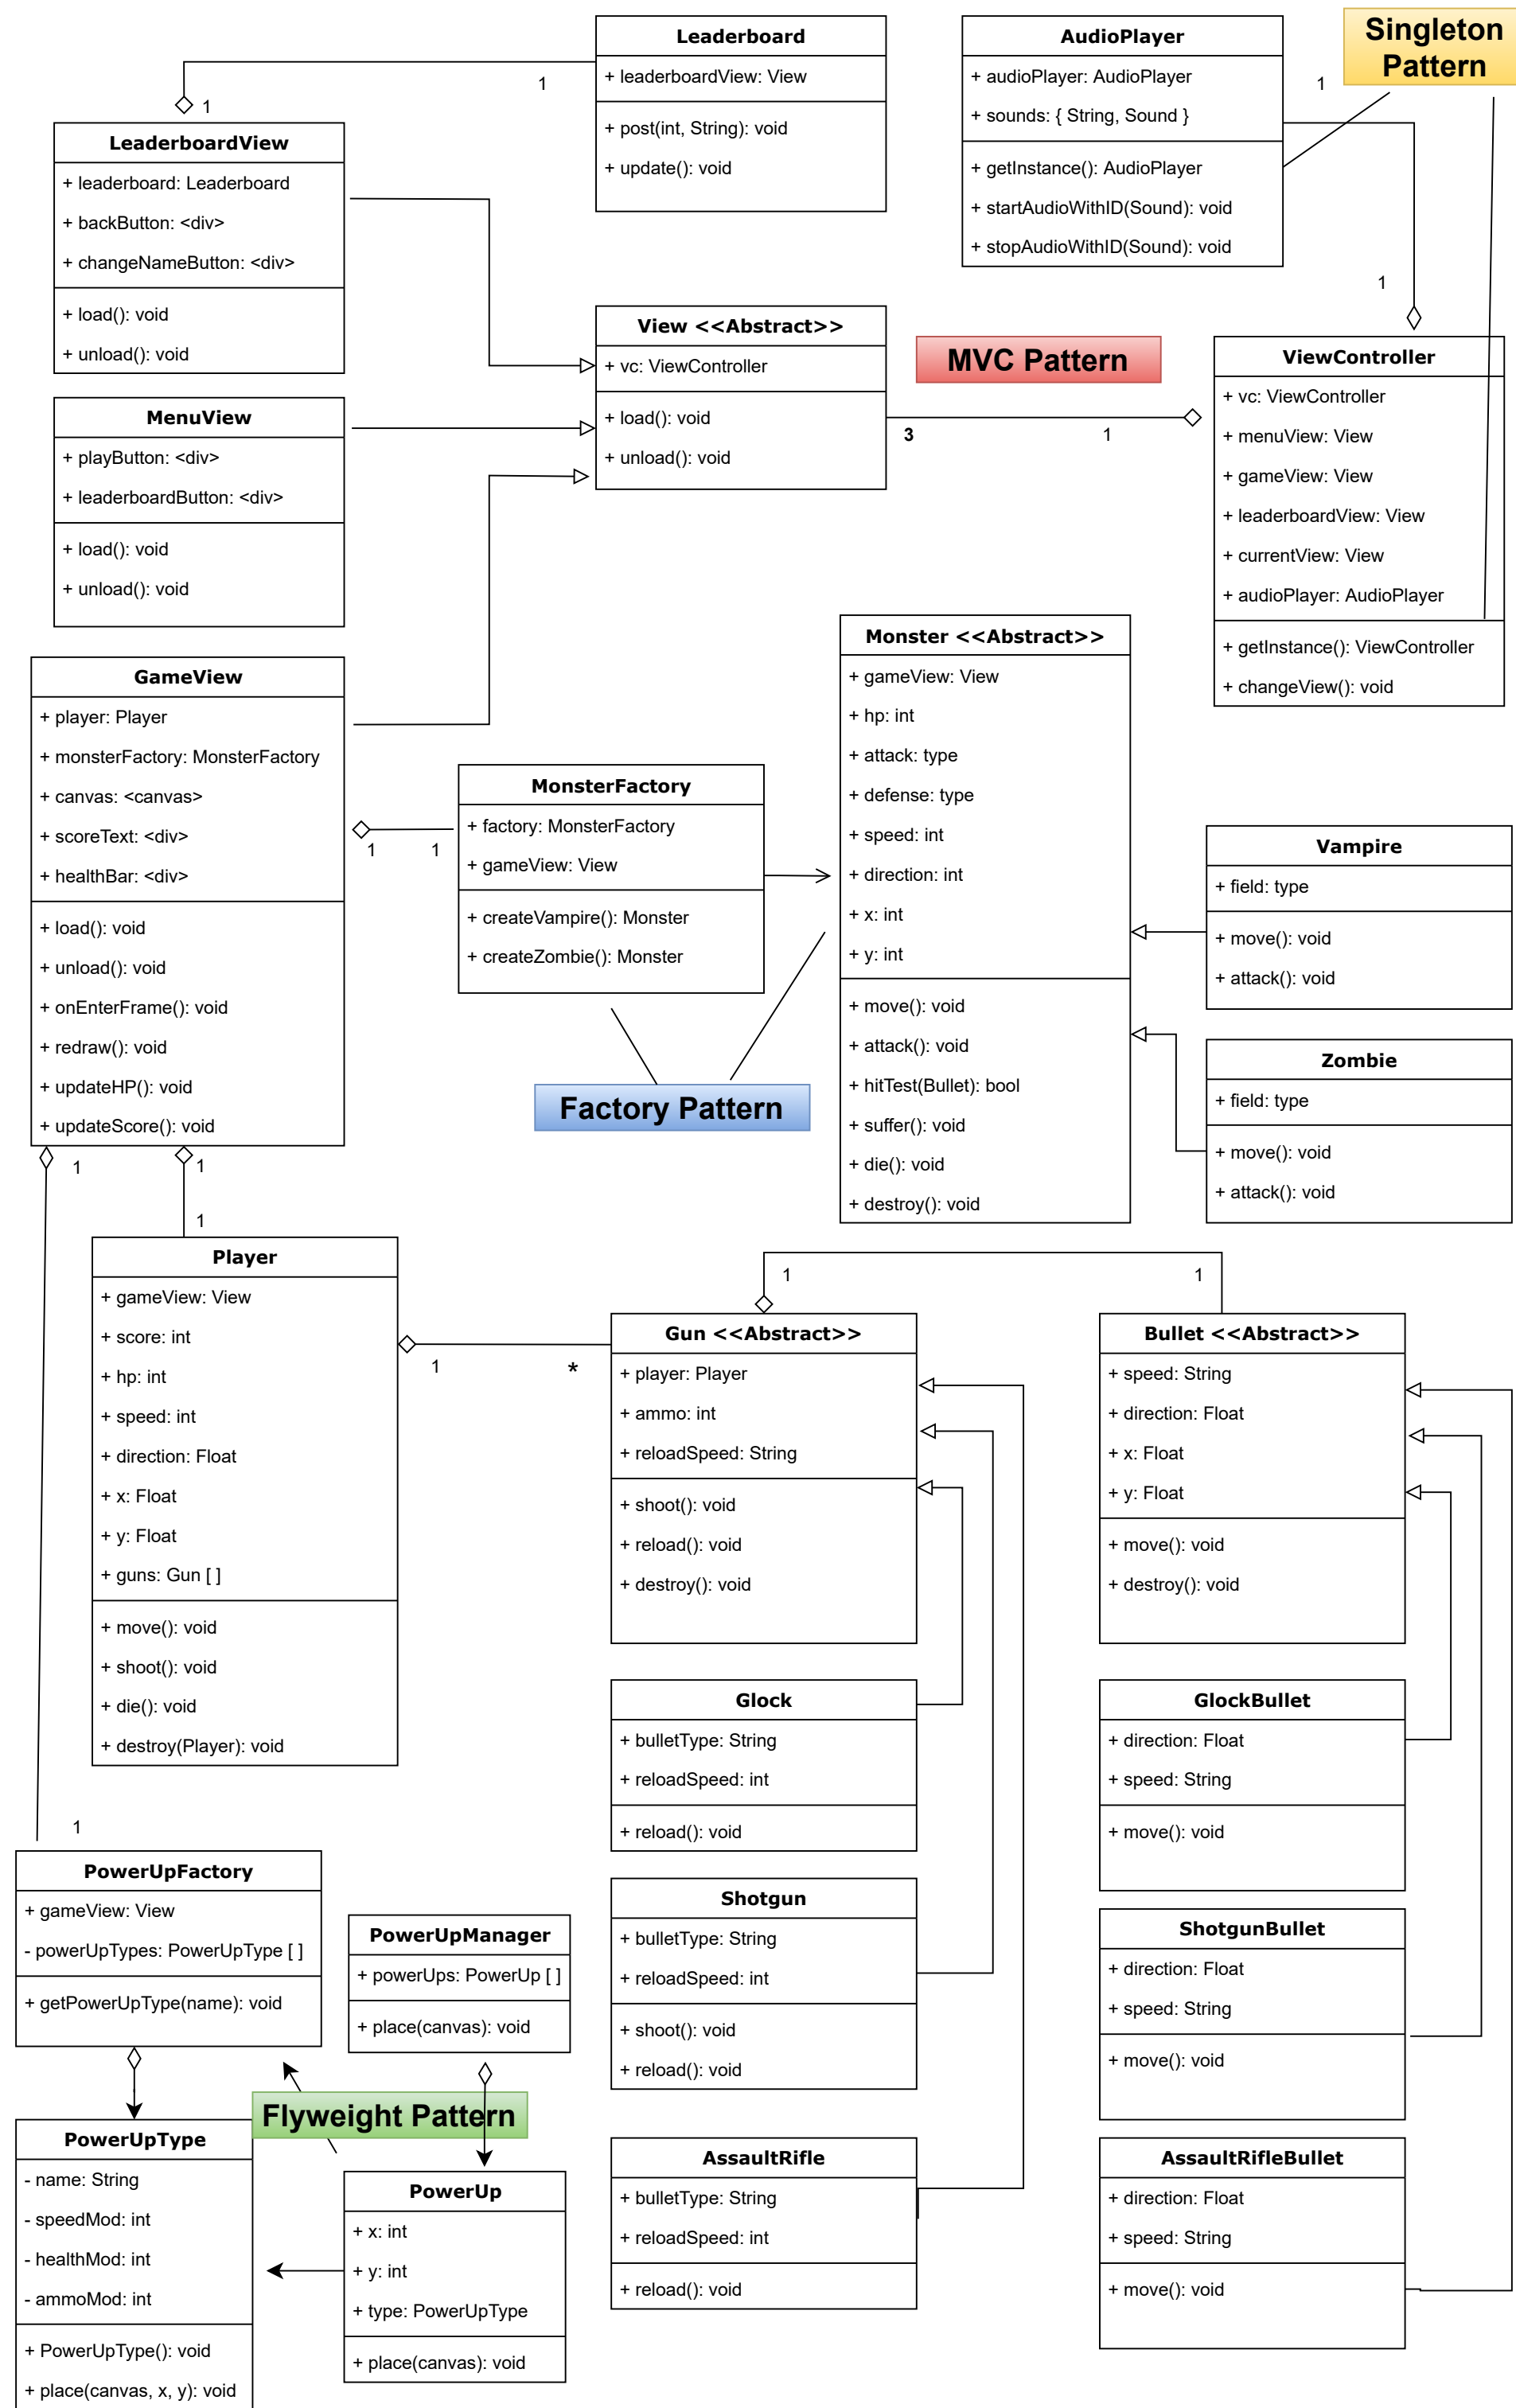 Leaderboard
+ leaderboardView: View
+ post(int, String): void
+ update(): void
1
1
AudioPlayer
+ audioPlayer: AudioPlayer
+ sounds: { String, Sound }
+ getInstance(): AudioPlayer
+ startAudioWithID(Sound): void
+ stopAudioWithID(Sound): void
Singleton
Pattern
1
1
LeaderboardView
+ leaderboard: Leaderboard
+ backButton: <div>
+ changeNameButton: <div>
+ load(): void
+ unload(): void
View <<Abstract>>
+ vc: ViewController
+ load(): void
+ unload(): void
MVC Pattern
3
1
ViewController
+ vc: ViewController
+ menuView: View
+ gameView: View
+ leaderboardView: View
+ currentView: View
+ audioPlayer: AudioPlayer
+ getInstance(): ViewController
+ changeView(): void
MenuView
+ playButton: <div>
+ leaderboardButton: <div>
+ load(): void
+ unload(): void
GameView
+ player: Player
+ monsterFactory: MonsterFactory
+ canvas: <canvas>
+ scoreText: <div>
+ healthBar: <div>
+ load(): void
+ unload(): void
+ onEnterFrame(): void
+ redraw(): void
+ updateHP(): void
+ updateScore(): void
1
1
MonsterFactory
+ factory: MonsterFactory
+ gameView: View
+ createVampire(): Monster
+ createZombie(): Monster
Factory Pattern
Monster <<Abstract>>
+ gameView: View
+ hp: int
+ attack: type
+ defense: type
+ speed: int
+ direction: int
+ x: int
+ y: int
+ move(): void
+ attack(): void
+ hitTest(Bullet): bool
+ suffer(): void
+ die(): void
+ destroy(): void
Vampire
+ field: type
+ move(): void
+ attack(): void
Zombie
+ field: type
+ move(): void
+ attack(): void
1
1
1
Player
+ gameView: View
+ score: int
+ hp: int
+ speed: int
+ direction: Float
+ x: Float
+ y: Float
+ guns: Gun [ ]
+ move(): void
+ shoot(): void
+ die(): void
+ destroy(Player): void
1
*
1
1
Gun <<Abstract>>
+ player: Player
+ ammo: int
+ reloadSpeed: String
+ shoot(): void
+ reload(): void
+ destroy(): void
Bullet <<Abstract>>
+ speed: String
+ direction: Float
+ x: Float
+ y: Float
+ move(): void
+ destroy(): void
Glock
+ bulletType: String
+ reloadSpeed: int
+ reload(): void
GlockBullet
+ direction: Float
+ speed: String
+ move(): void
1
PowerUpFactory
+ gameView: View
- powerUpTypes: PowerUpType [ ]
+ getPowerUpType(name): void
PowerUpManager
+ powerUps: PowerUp [ ]
+ place(canvas): void
Shotgun
+ bulletType: String
+ reloadSpeed: int
+ shoot(): void
+ reload(): void
ShotgunBullet
+ direction: Float
+ speed: String
+ move(): void
Flyweight Pattern
PowerUpType
- name: String
- speedMod: int
- healthMod: int
- ammoMod: int
+ PowerUpType(): void
+ place(canvas, x, y): void
PowerUp
+ x: int
+ y: int
+ type: PowerUpType
+ place(canvas): void
AssaultRifle
+ bulletType: String
+ reloadSpeed: int
+ reload(): void
AssaultRifleBullet
+ direction: Float
+ speed: String
+ move(): void